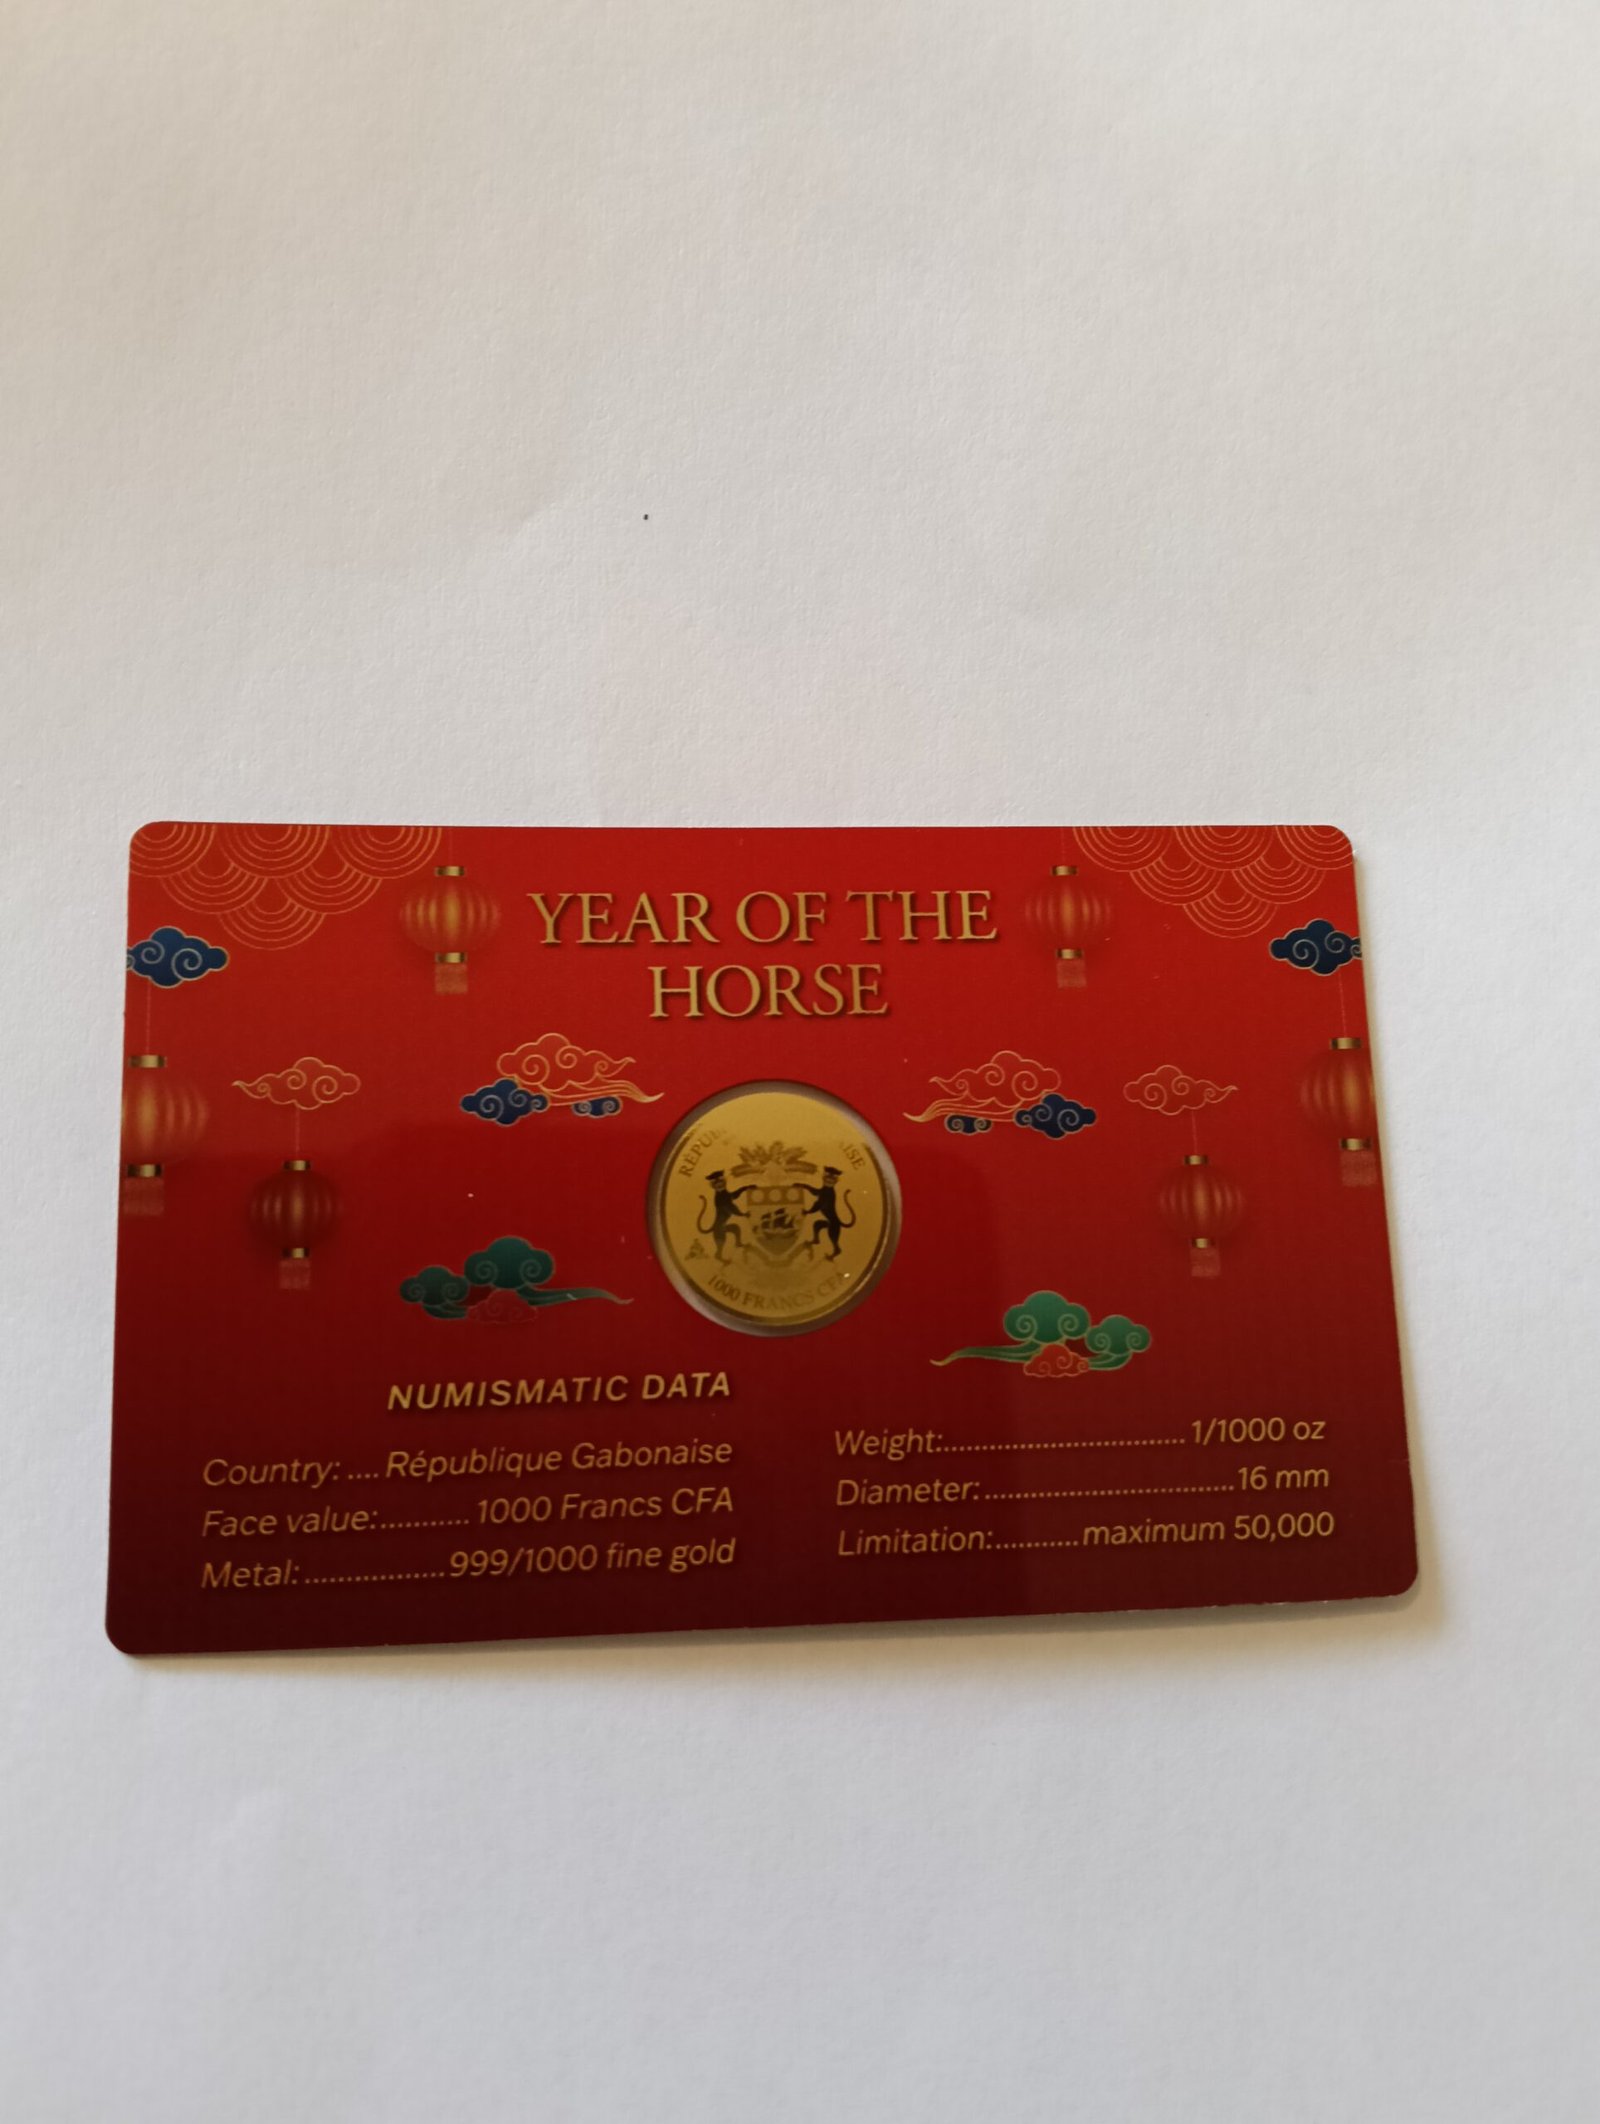 YEAR OF THE
HORSE
1000 FRANCS CFA
NUMISMATIC DATA
Country: .... République Gabonaise
Face value:........... 1000 Francs CFA
Metal: ................. 999/1000 fine gold
Weight:................................ 1/1000 oz
Diameter: ................................. 16 mm
Limitation:........... maximum 50,000